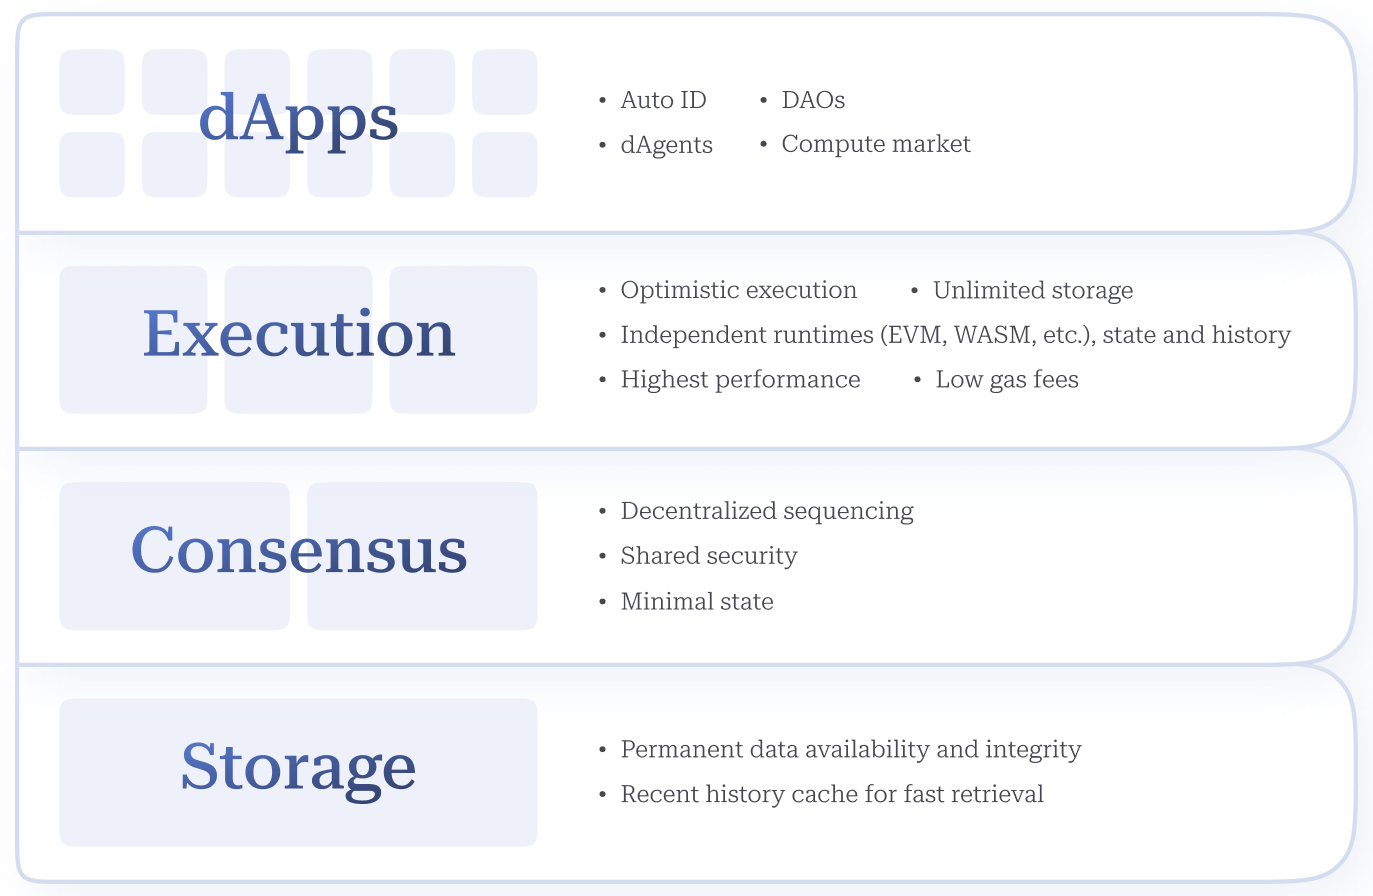 dApps
• Auto ID • DAOs
• dAgents • Compute market
Execution
• Optimistic execution • Unlimited storage
• Independent runtimes (EVM, WASM, etc.), state and history
• Highest performance • Low gas fees
Consensus
• Decentralized sequencing
• Shared security
• Minimal state
Storage
• Permanent data availability and integrity
• Recent history cache for fast retrieval